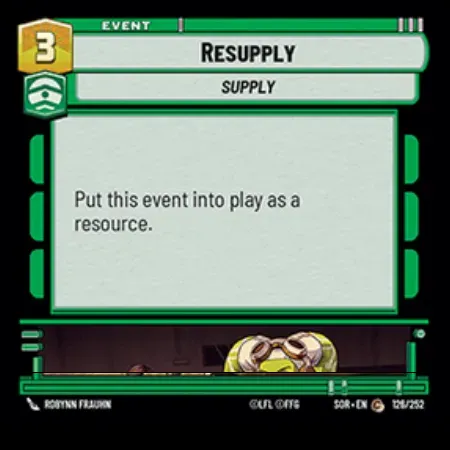 EVENT
3
RESUPPLY
SUPPLY
Put this event into play as a
resource.
ROBYNN FRAUHN
©LFL ©FFG
SOR • EN C 126/252